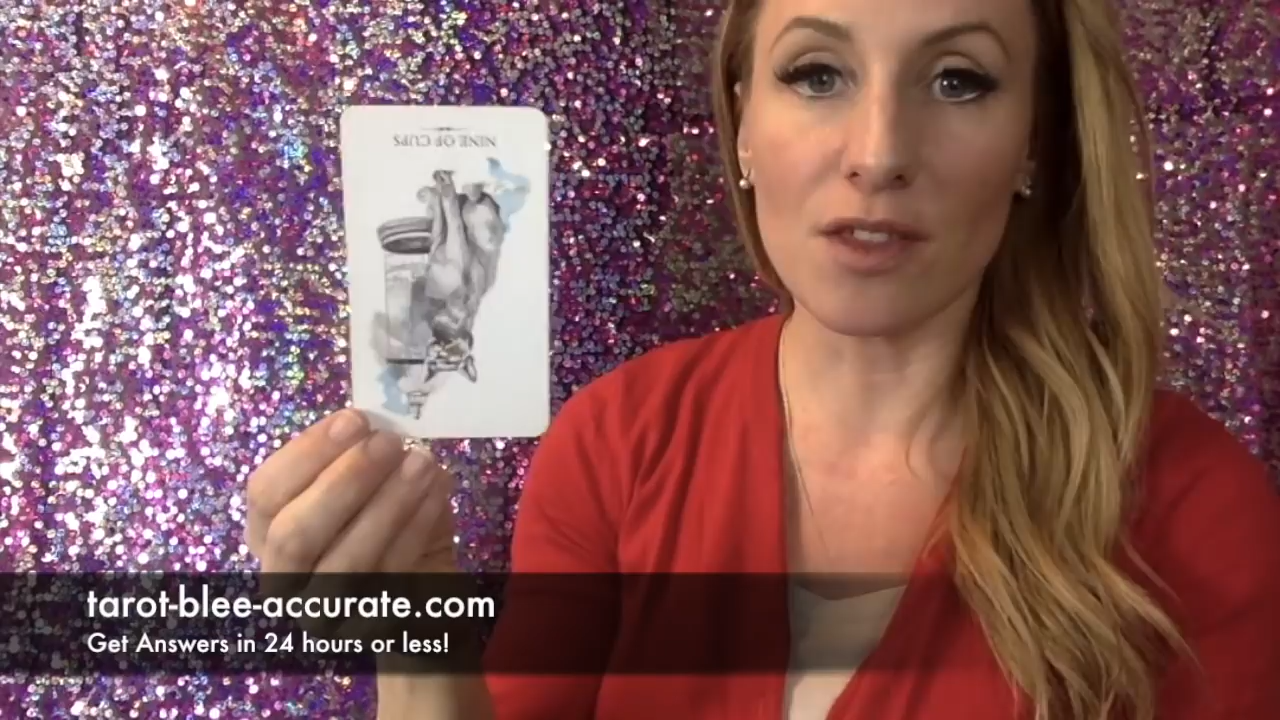 NINE OF CUPS
tarot-blee-accurate.com
Get Answers in 24 hours or less!